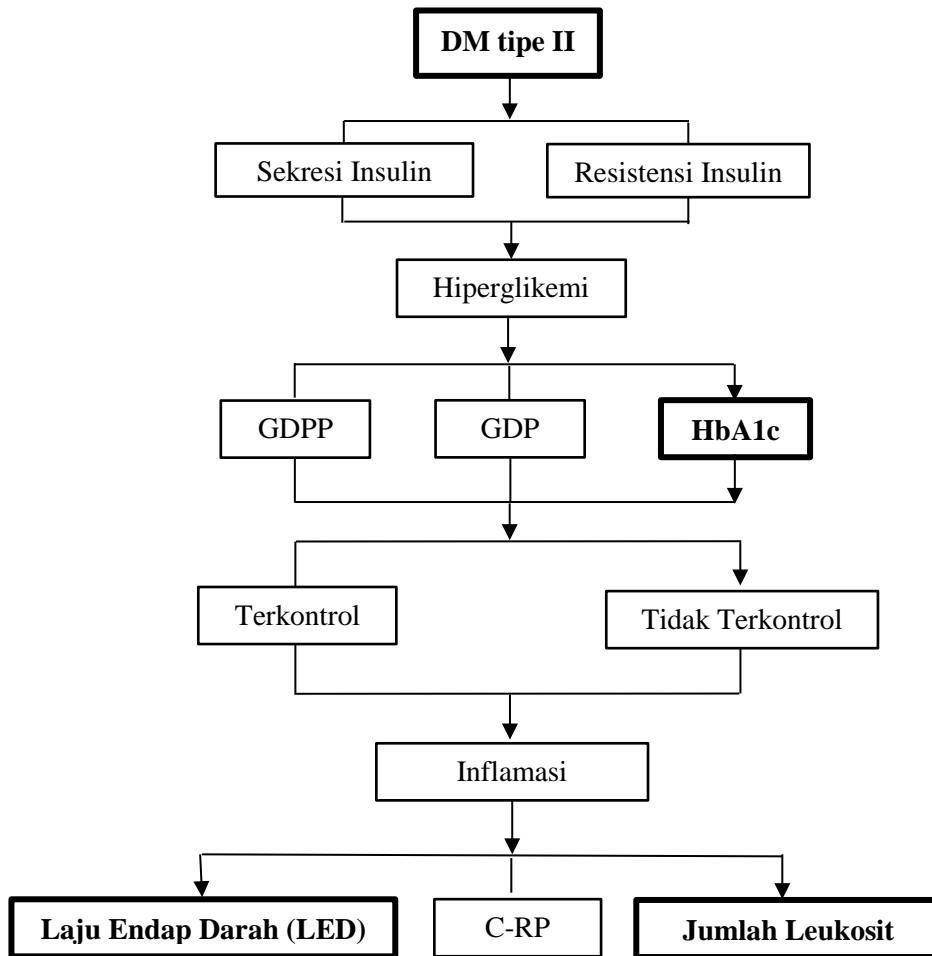 DM tipe II
Sekresi Insulin
Resistensi Insulin
Hiperglikemi
GDPP
GDP
HbA1c
Terkontrol
Tidak Terkontrol
Inflamasi
Laju Endap Darah (LED)
C-RP
Jumlah Leukosit